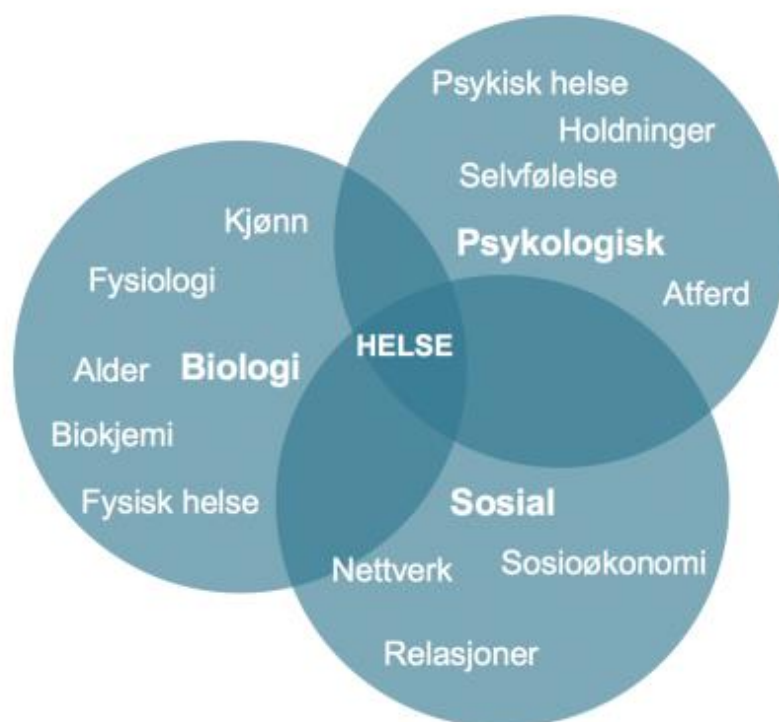 Psykisk helse
Holdninger
Selvfølelse
Psykologisk
Atferd
Kjønn
Fysiologi
HELSE
Alder
Biologi
Biokjemi
Fysisk helse
Sosial
Nettverk
Sosioøkonomi
Relasjoner